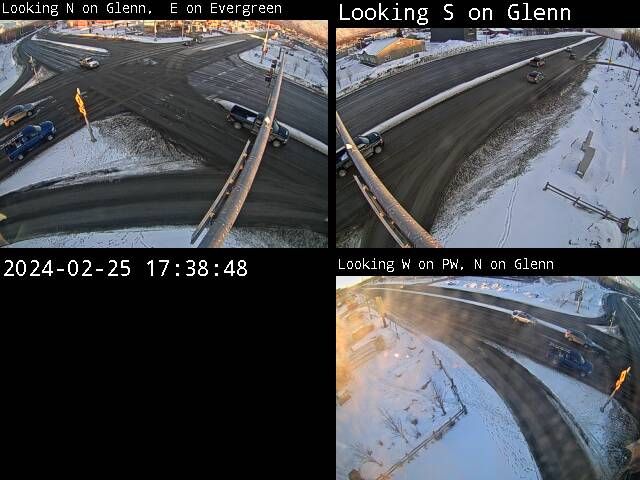 Looking N on Glenn, E on Evergreen
Looking S on Glenn
2024-02-25 17:38:48
Looking W on PW, N on Glenn